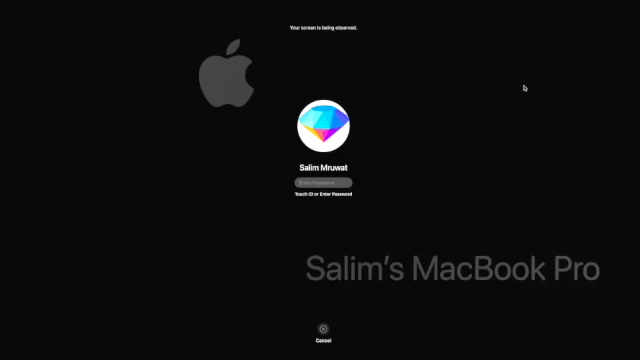 Your screen is being observed.
Salim Mruwat
Enter Password
Touch ID or Enter Password
Salim's MacBook Pro
Cancel